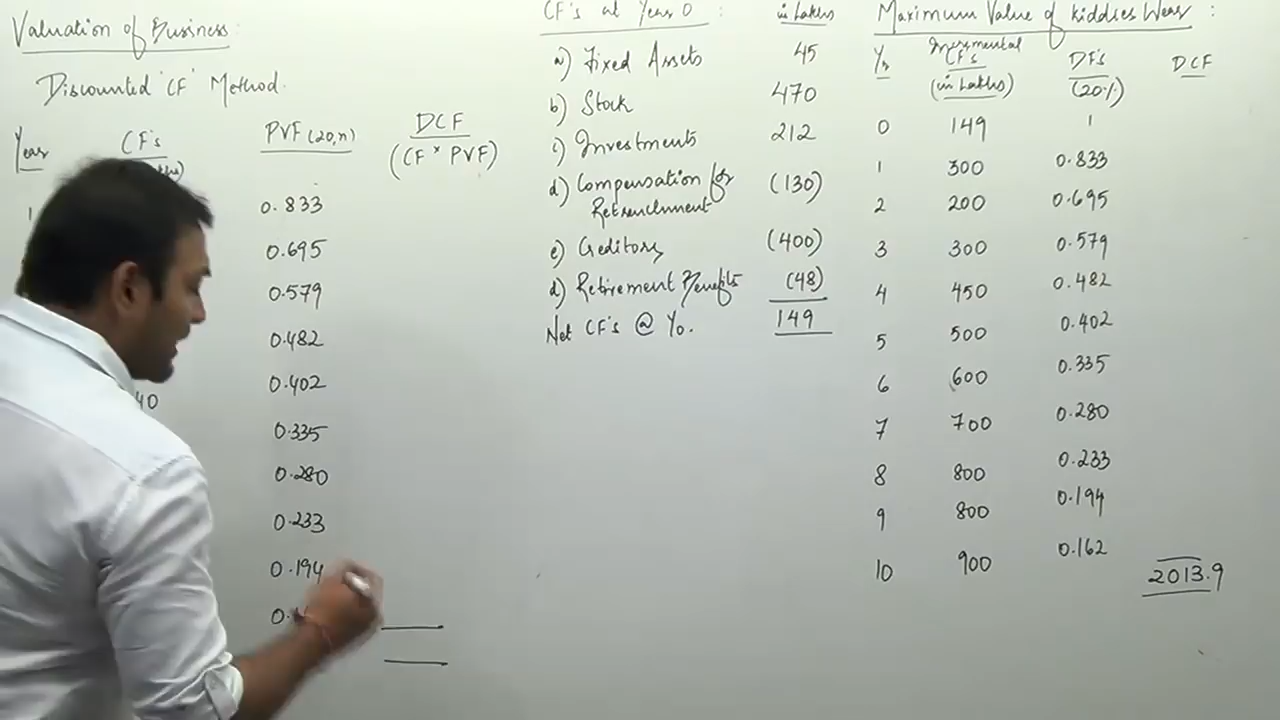 Valuation of Business:
Discounted 'CF' Method.
Year CF's PVF (20,n) DCF
(CF × PVF)
1 0.833
0.695
0.579
0.482
40 0.402
0.335
0.280
0.233
0.194
0.
CF's at Year 0 : in Lakhs
a) Fixed Assets 45
b) Stock 470
c) Investments 212
d) Compensation for (130)
Retrenchment
e) Creditors (400)
d) Retirement Benefits (48)
Net CF's @ Y0. 149
Maximum Value of Kiddies Wear :
Yr Incremental CF's DF's DCF
(in Lakhs) (20%)
0 149 1
1 300 0.833
2 200 0.695
3 300 0.579
4 450 0.482
5 500 0.402
6 600 0.335
7 700 0.280
8 800 0.233
9 800 0.194
10 900 0.162
2013.9